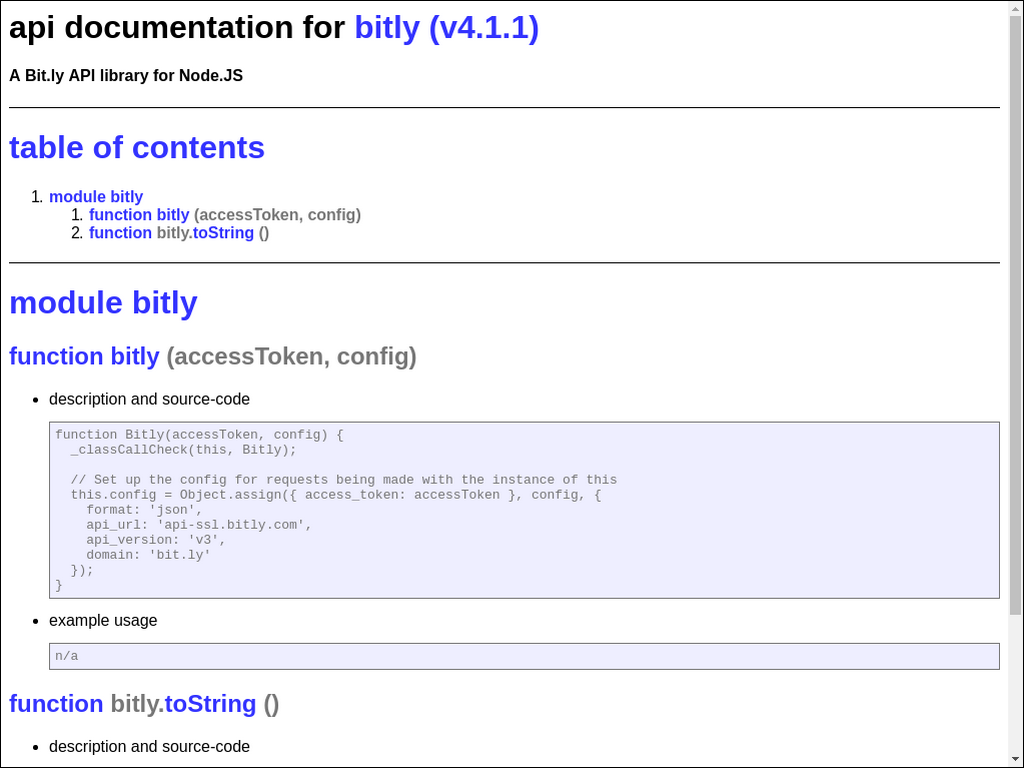 api documentation for bitly (v4.1.1)
A Bit.ly API library for Node.JS
table of contents
1. module bitly
1. function bitly (accessToken, config)
2. function bitly.toString ()
module bitly
function bitly (accessToken, config)
• description and source-code
function Bitly(accessToken, config) {
  _classCallCheck(this, Bitly);
  // Set up the config for requests being made with the instance of this
  this.config = Object.assign({ access_token: accessToken }, config, {
    format: 'json',
    api_url: 'api-ssl.bitly.com',
    api_version: 'v3',
    domain: 'bit.ly'
  });
}
• example usage
n/a
function bitly.toString ()
• description and source-code